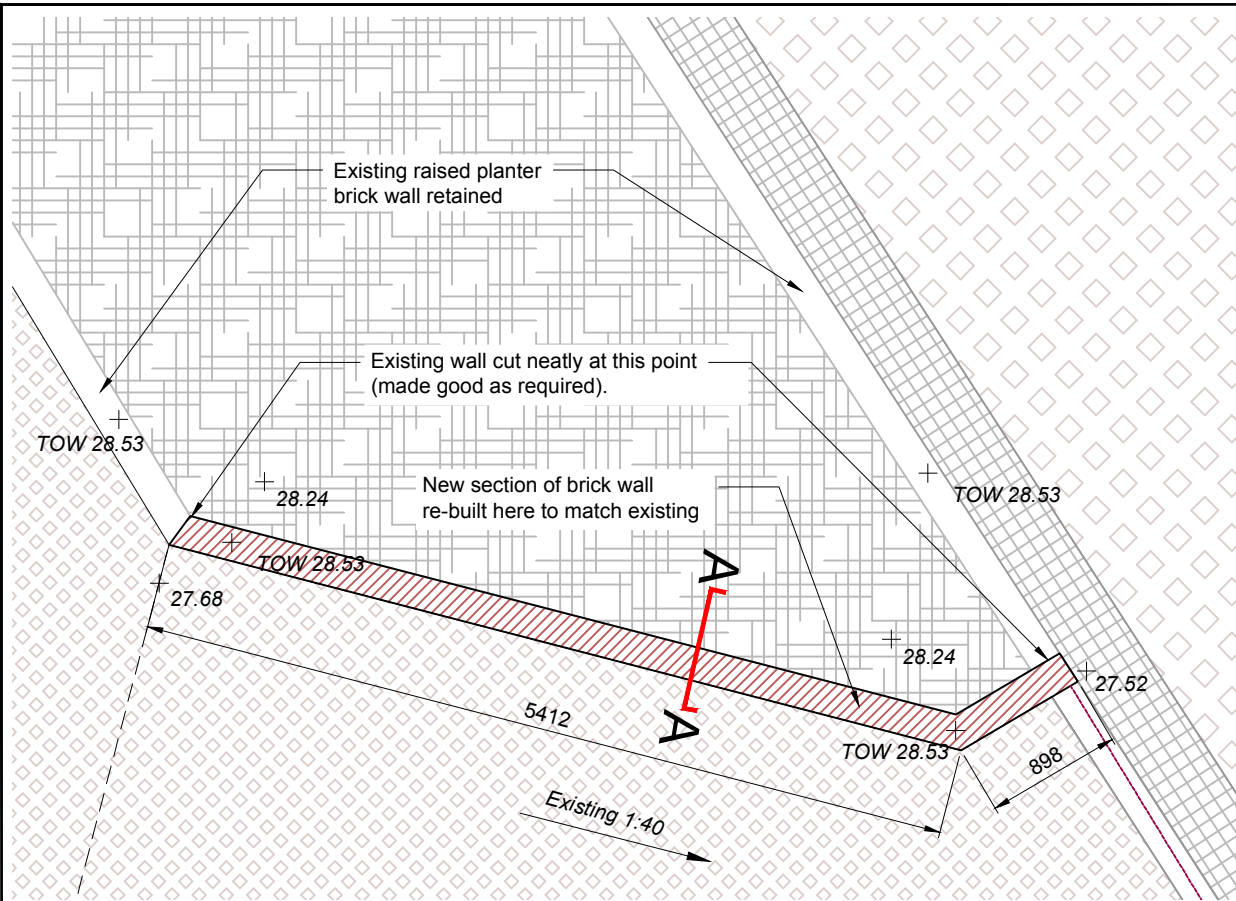 Existing raised planter
brick wall retained
Existing wall cut neatly at this point
(made good as required).
TOW 28.53
28.24
New section of brick wall
re-built here to match existing
TOW 28.53
TOW 28.53
27.68
A
28.24
27.52
5412
A
TOW 28.53
898
Existing 1:40